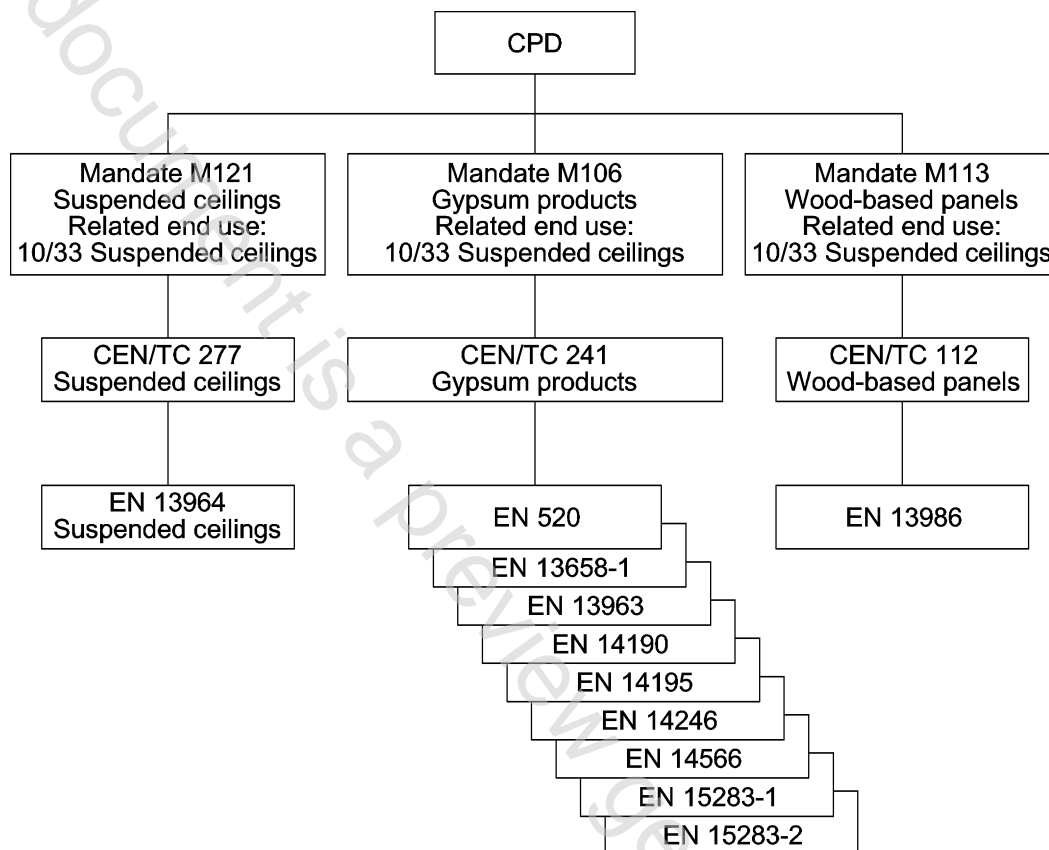 CPD
Mandate M121
Suspended ceilings
Related end use:
10/33 Suspended ceilings
Mandate M106
Gypsum products
Related end use:
10/33 Suspended ceilings
Mandate M113
Wood-based panels
Related end use:
10/33 Suspended ceilings
CEN/TC 277
Suspended ceilings
CEN/TC 241
Gypsum products
CEN/TC 112
Wood-based panels
EN 13964
Suspended ceilings
EN 520
EN 13658-1
EN 13963
EN 14190
EN 14195
EN 14246
EN 14566
EN 15283-1
EN 15283-2
EN 13986
document is a preview ge